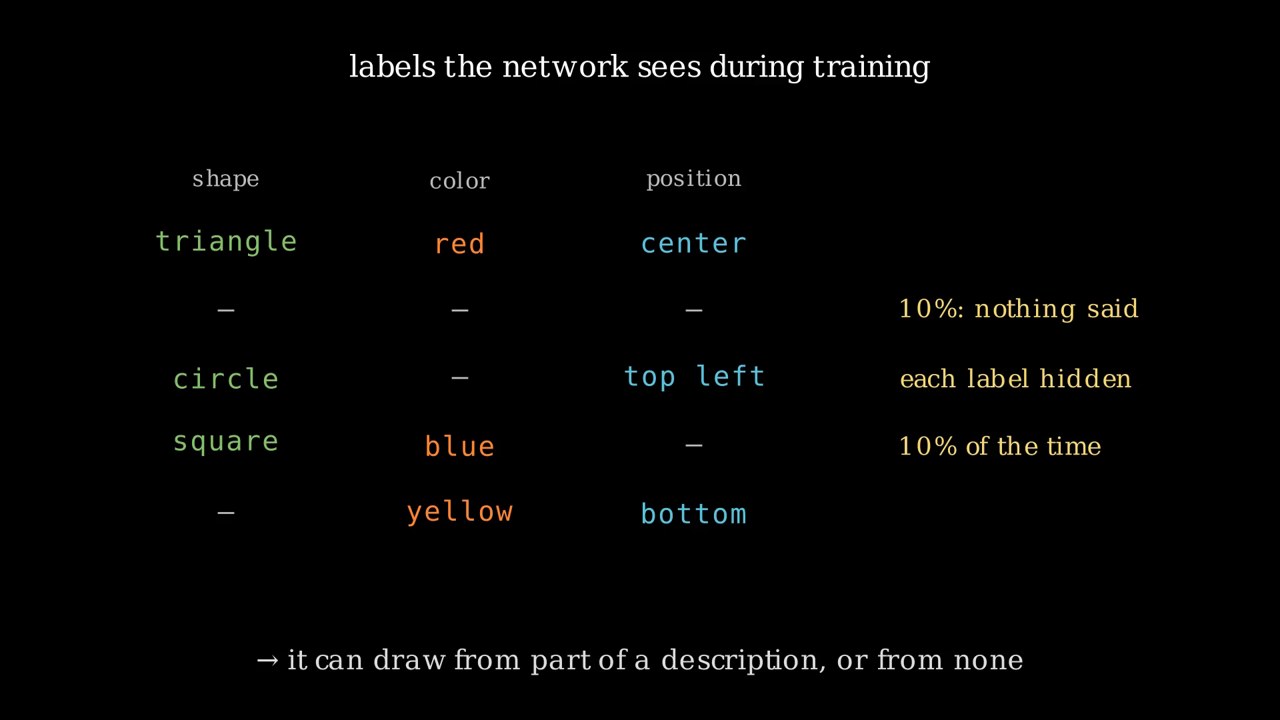 labels the network sees during training
shape color position
triangle red center
– – – 10%: nothing said
circle – top left each label hidden
square blue – 10% of the time
– yellow bottom
→ it can draw from part of a description, or from none